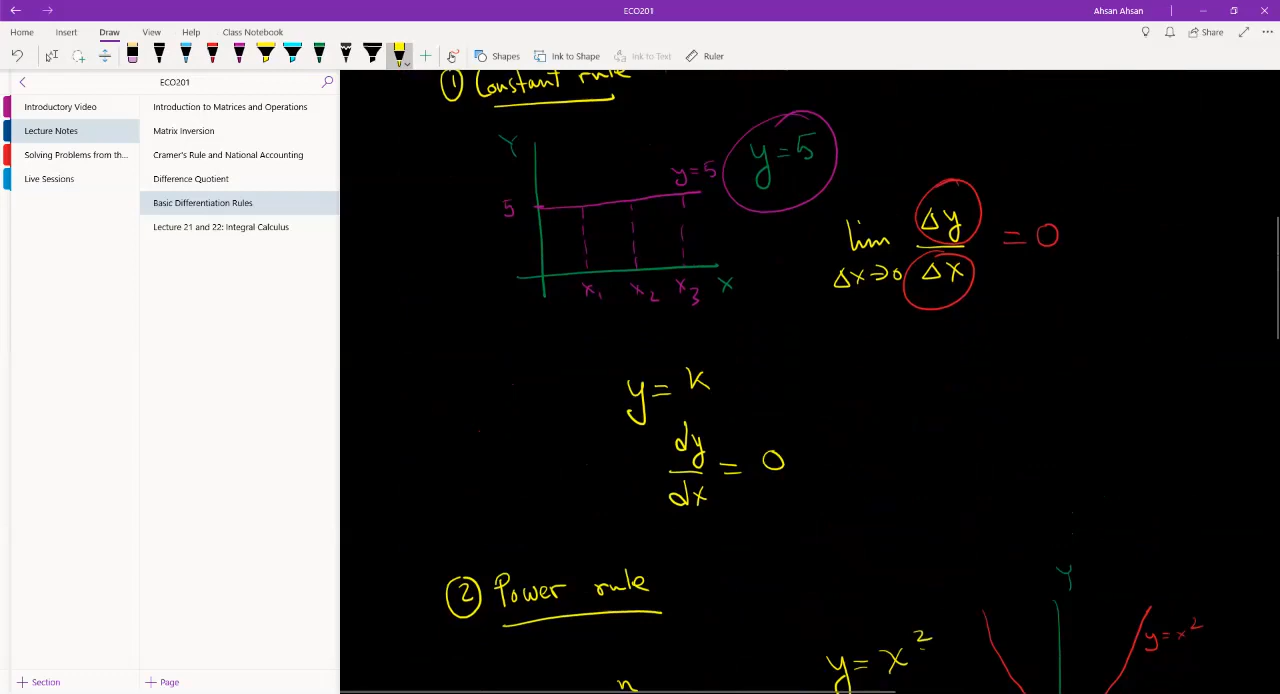 ECO201
Ahsan Ahsan
Home Insert Draw View Help Class Notebook
Share
Shapes Ink to Shape Ink to Text Ruler
ECO201
Introductory Video
Lecture Notes
Solving Problems from th...
Live Sessions
Introduction to Matrices and Operations
Matrix Inversion
Cramer's Rule and National Accounting
Difference Quotient
Basic Differentiation Rules
Lecture 21 and 22: Integral Calculus
Section
Page
① Constant rule
Y
y=5
5
x₁ x₂ x₃ X
y=5
lim Δy/Δx = 0
Δx→0
y = k
dy/dx = 0
② Power rule
y = x²
n
Y
y=x²